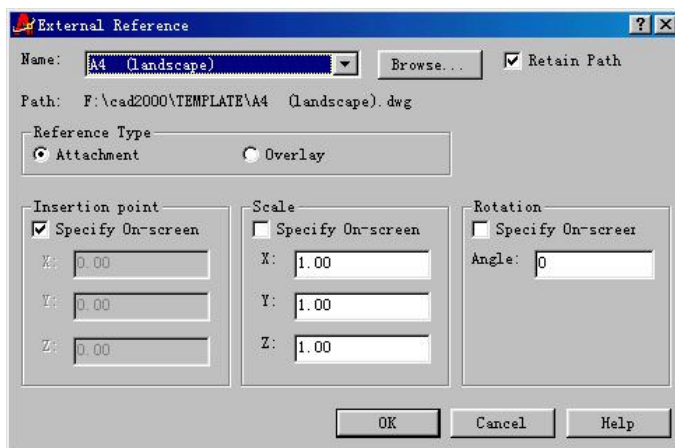 External Reference
Name: A4 (landscape) Browse... Retain Path
Path: F:\cad2000\TEMPLATE\A4 (landscape).dwg
Reference Type
Attachment Overlay
Insertion point Scale Rotation
Specify On-screen Specify On-screen Specify On-screer
X: 0.00 X: 1.00 Angle: 0
Y: 0.00 Y: 1.00
Z: 0.00 Z: 1.00
OK Cancel Help